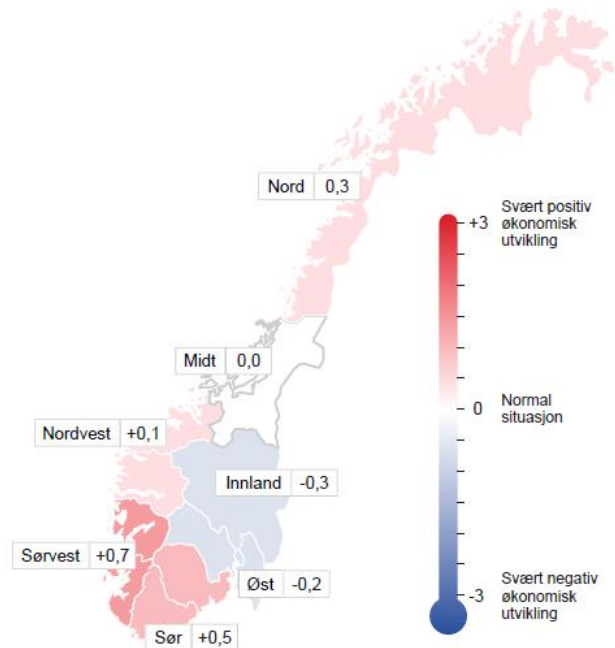 Nord 0,3
Svært positiv
økonomisk
utvikling
+3
Midt 0,0
0
Normal
situasjon
Nordvest +0,1
Innland -0,3
Sørvest +0,7
Øst -0,2
Svært negativ
økonomisk
utvikling
-3
Sør +0,5